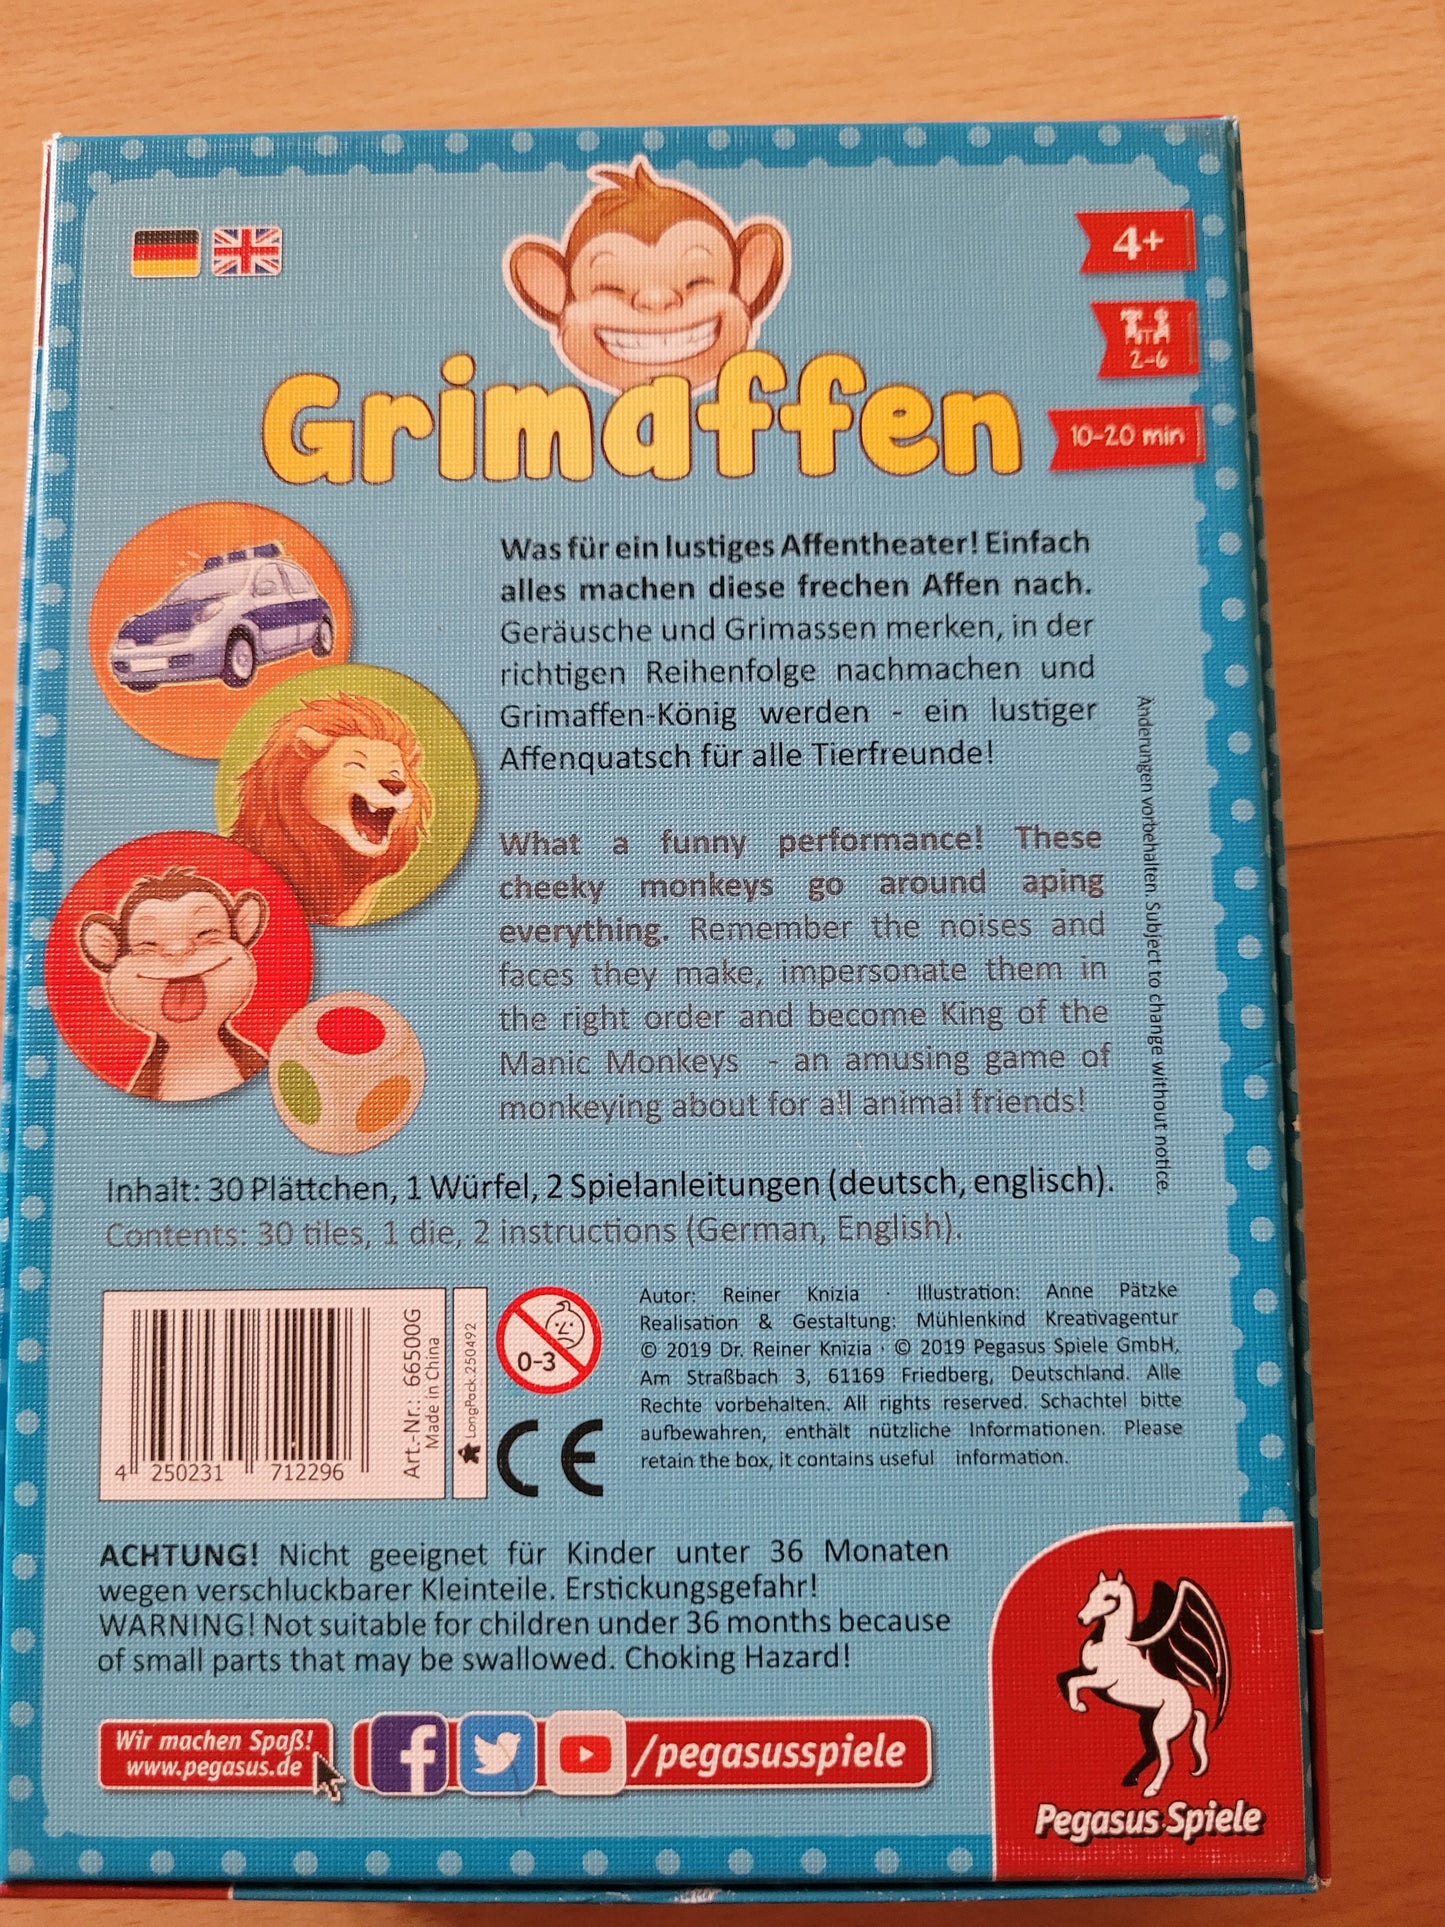 4+
2-6
Grimaffen
10-20 min
Was für ein lustiges Affentheater! Einfach
alles machen diese frechen Affen nach.
Geräusche und Grimassen merken, in der
richtigen Reihenfolge nachmachen und
Grimaffen-König werden - ein lustiger
Affenquatsch für alle Tierfreunde!
What a funny performance! These
cheeky monkeys go around aping
everything. Remember the noises and
faces they make, impersonate them in
the right order and become King of the
Manic Monkeys - an amusing game of
monkeying about for all animal friends!
Änderungen vorbehalten. Subject to change without notice.
Inhalt: 30 Plättchen, 1 Würfel, 2 Spielanleitungen (deutsch, englisch).
Contents: 30 tiles, 1 die, 2 instructions (German, English).
4 250231 712296
Art.-Nr.: 66500G
Made in China
LongPack.250492
0-3
CE
Autor: Reiner Knizia · Illustration: Anne Pätzke
Realisation & Gestaltung: Mühlenkind Kreativagentur
© 2019 Dr. Reiner Knizia · © 2019 Pegasus Spiele GmbH,
Am Straßbach 3, 61169 Friedberg, Deutschland. Alle
Rechte vorbehalten. All rights reserved. Schachtel bitte
aufbewahren, enthält nützliche Informationen. Please
retain the box, it contains useful information.
ACHTUNG! Nicht geeignet für Kinder unter 36 Monaten
wegen verschluckbarer Kleinteile. Erstickungsgefahr!
WARNING! Not suitable for children under 36 months because
of small parts that may be swallowed. Choking Hazard!
Wir machen Spaß!
www.pegasus.de
/pegasusspiele
Pegasus Spiele